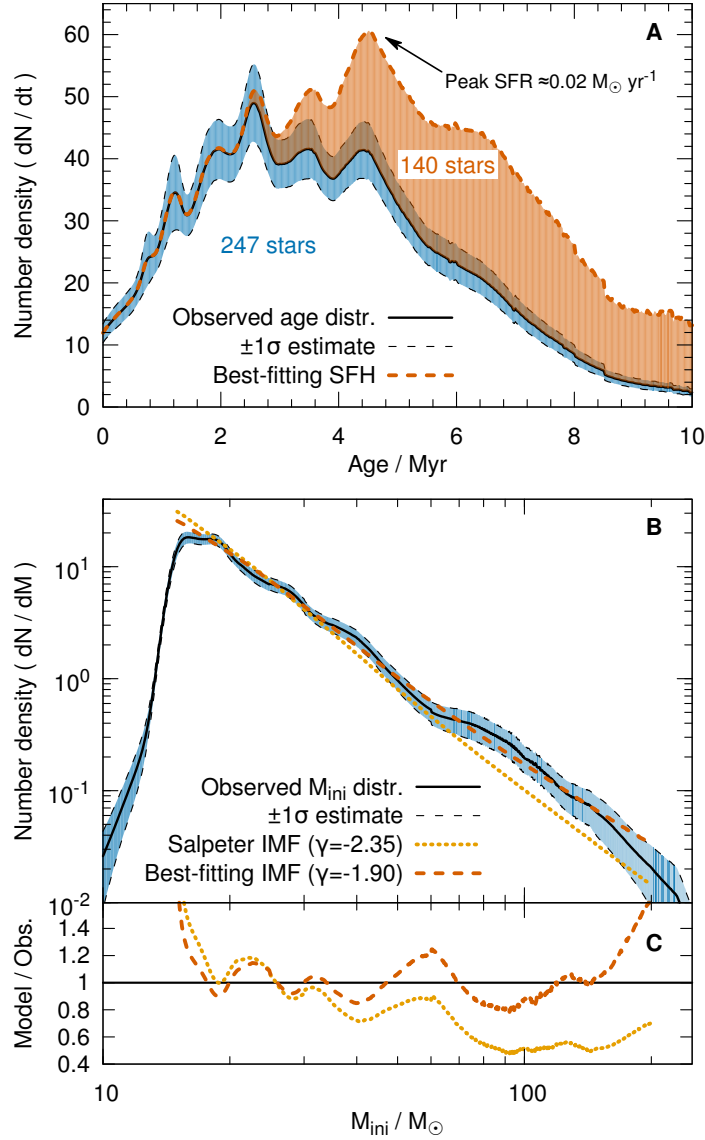 A
Peak SFR ≈0.02 M⊙ yr-1
140 stars
247 stars
Observed age distr.
±1σ estimate
Best-fitting SFH
Number density ( dN / dt )
60
50
40
30
20
10
0
0 2 4 6 8 10
Age / Myr
B
Number density ( dN / dM )
10^1
10^0
10^-1
10^-2
Observed Mini distr.
±1σ estimate
Salpeter IMF (γ=-2.35)
Best-fitting IMF (γ=-1.90)
C
Model / Obs.
1.2
1
0.8
0.6
0.4
10 100
Mini / M⊙